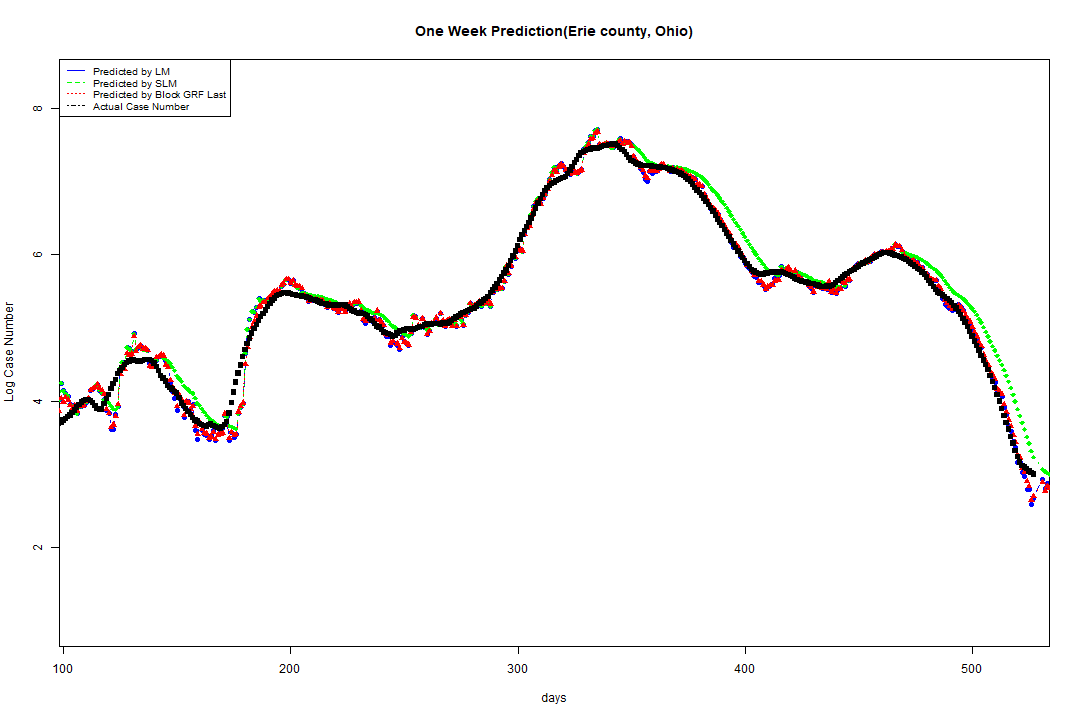 One Week Prediction(Erie county, Ohio)
Predicted by LM
Predicted by SLM
Predicted by Block GRF Last
Actual Case Number
8
6
4
2
Log Case Number
100 200 300 400 500
days